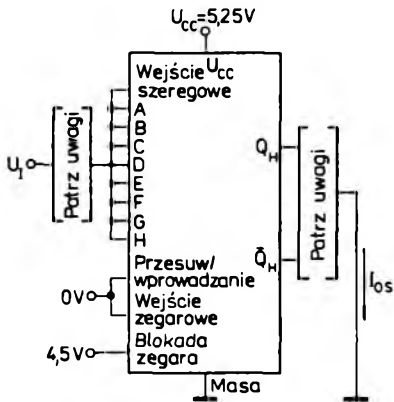 U_CC=5,25V
U_CC
Wejście
szeregowe
A
B
C
D
E
F
G
H
U_I
Patrz uwagi
Q_H
Q̄_H
Patrz uwagi
I_OS
Przesuw/
wprowadzanie
0V
Wejście
zegarowe
4,5V
Blokada
zegara
Masa